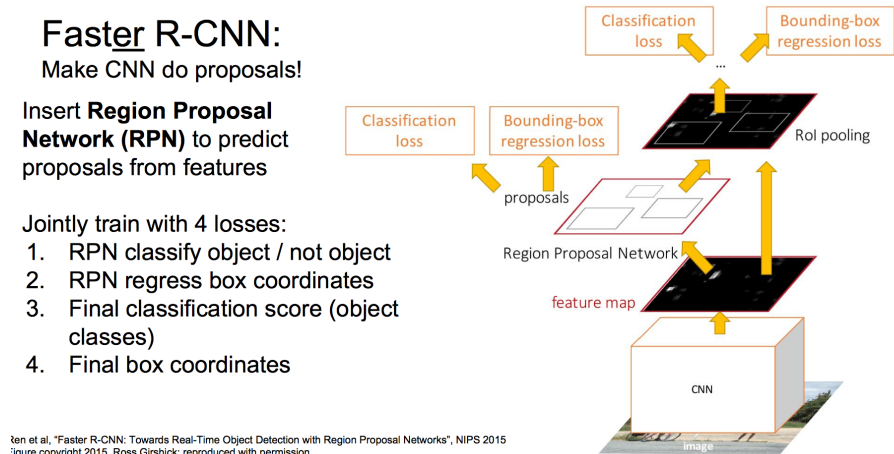 Faster R-CNN:
Make CNN do proposals!
Insert Region Proposal
Network (RPN) to predict
proposals from features
Jointly train with 4 losses:
1. RPN classify object / not object
2. RPN regress box coordinates
3. Final classification score (object
classes)
4. Final box coordinates
Classification
loss
Bounding-box
regression loss
...
RoI pooling
Classification
loss
Bounding-box
regression loss
proposals
Region Proposal Network
feature map
CNN
image
Ren et al, “Faster R-CNN: Towards Real-Time Object Detection with Region Proposal Networks”, NIPS 2015
Figure copyright 2015, Ross Girshick; reproduced with permission